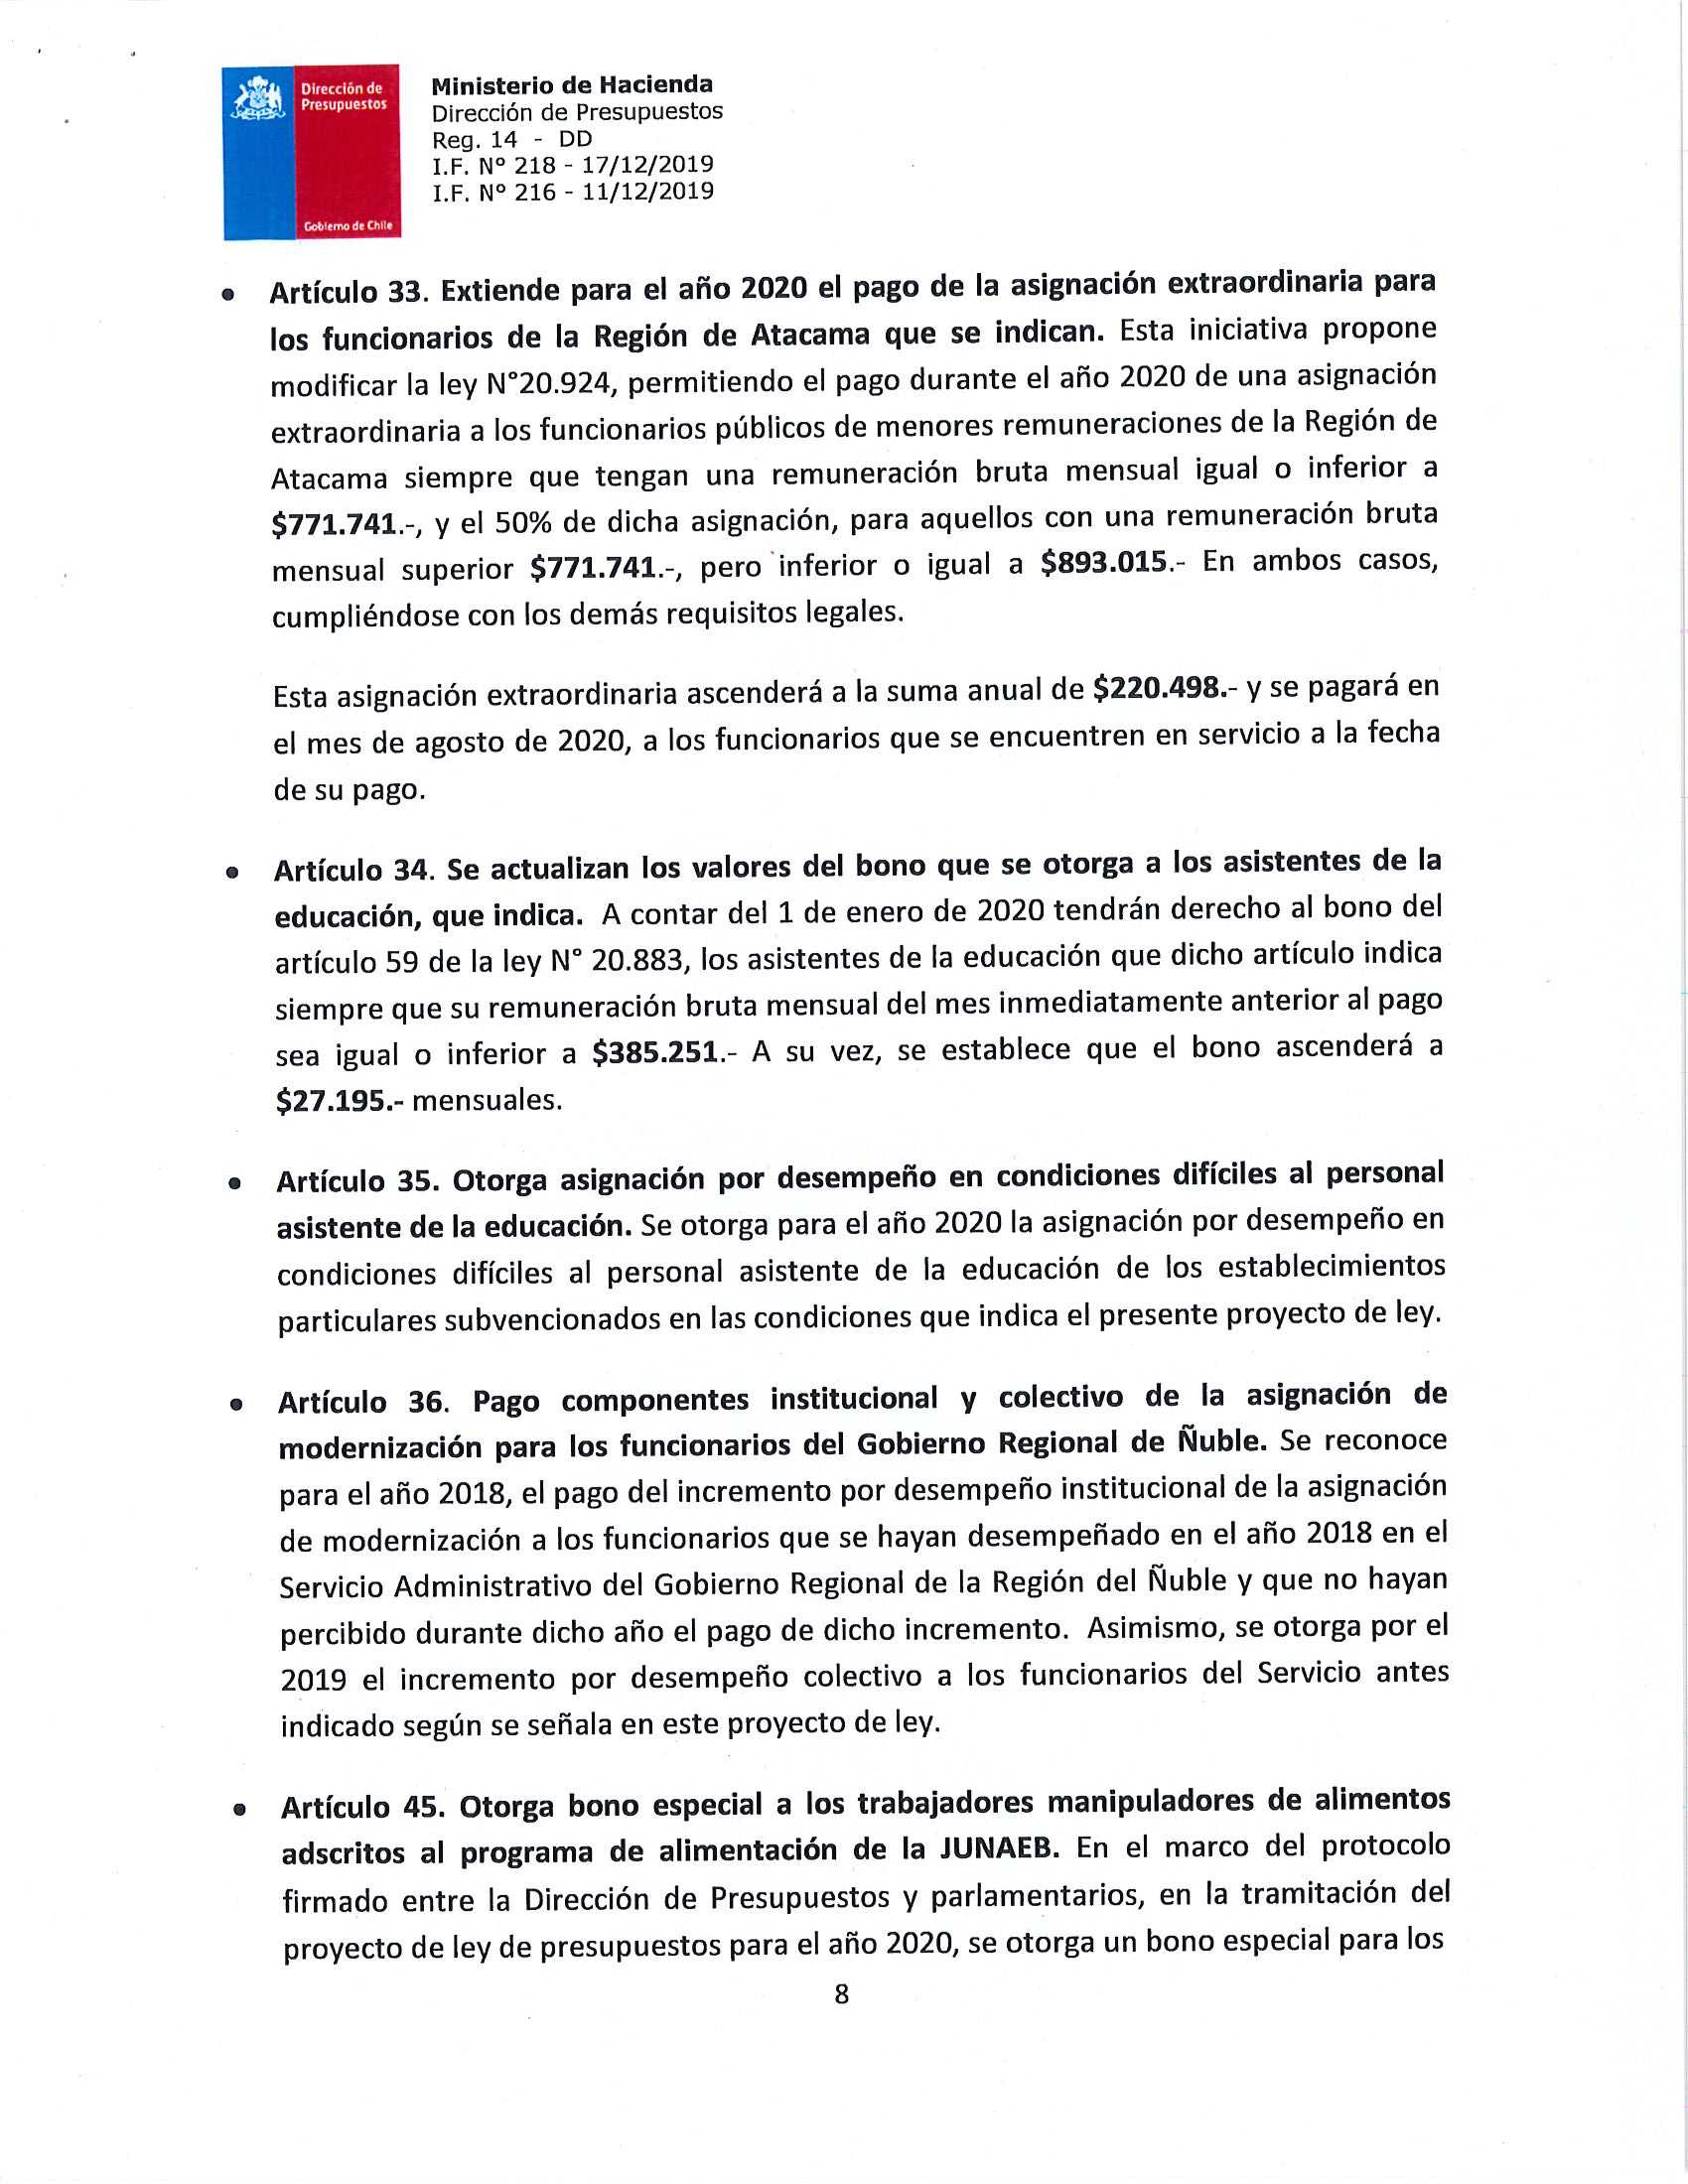 Dirección de
Presupuestos
Gobierno de Chile
Ministerio de Hacienda
Dirección de Presupuestos
Reg. 14 - DD
I.F. Nº 218 - 17/12/2019
I.F. Nº 216 - 11/12/2019
• Artículo 33. Extiende para el año 2020 el pago de la asignación extraordinaria para
los funcionarios de la Región de Atacama que se indican. Esta iniciativa propone
modificar la ley N°20.924, permitiendo el pago durante el año 2020 de una asignación
extraordinaria a los funcionarios públicos de menores remuneraciones de la Región de
Atacama siempre que tengan una remuneración bruta mensual igual o inferior a
$771.741.-, y el 50% de dicha asignación, para aquellos con una remuneración bruta
mensual superior $771.741.-, pero inferior o igual a $893.015.- En ambos casos,
cumpliéndose con los demás requisitos legales.
Esta asignación extraordinaria ascenderá a la suma anual de $220.498.- y se pagará en
el mes de agosto de 2020, a los funcionarios que se encuentren en servicio a la fecha
de su pago.
• Artículo 34. Se actualizan los valores del bono que se otorga a los asistentes de la
educación, que indica. A contar del 1 de enero de 2020 tendrán derecho al bono del
artículo 59 de la ley N° 20.883, los asistentes de la educación que dicho artículo indica
siempre que su remuneración bruta mensual del mes inmediatamente anterior al pago
sea igual o inferior a $385.251.- A su vez, se establece que el bono ascenderá a
$27.195.- mensuales.
• Artículo 35. Otorga asignación por desempeño en condiciones difíciles al personal
asistente de la educación. Se otorga para el año 2020 la asignación por desempeño en
condiciones difíciles al personal asistente de la educación de los establecimientos
particulares subvencionados en las condiciones que indica el presente proyecto de ley.
• Artículo 36. Pago componentes institucional y colectivo de la asignación de
modernización para los funcionarios del Gobierno Regional de Ñuble. Se reconoce
para el año 2018, el pago del incremento por desempeño institucional de la asignación
de modernización a los funcionarios que se hayan desempeñado en el año 2018 en el
Servicio Administrativo del Gobierno Regional de la Región del Ñuble y que no hayan
percibido durante dicho año el pago de dicho incremento. Asimismo, se otorga por el
2019 el incremento por desempeño colectivo a los funcionarios del Servicio antes
indicado según se señala en este proyecto de ley.
• Artículo 45. Otorga bono especial a los trabajadores manipuladores de alimentos
adscritos al programa de alimentación de la JUNAEB. En el marco del protocolo
firmado entre la Dirección de Presupuestos y parlamentarios, en la tramitación del
proyecto de ley de presupuestos para el año 2020, se otorga un bono especial para los
8